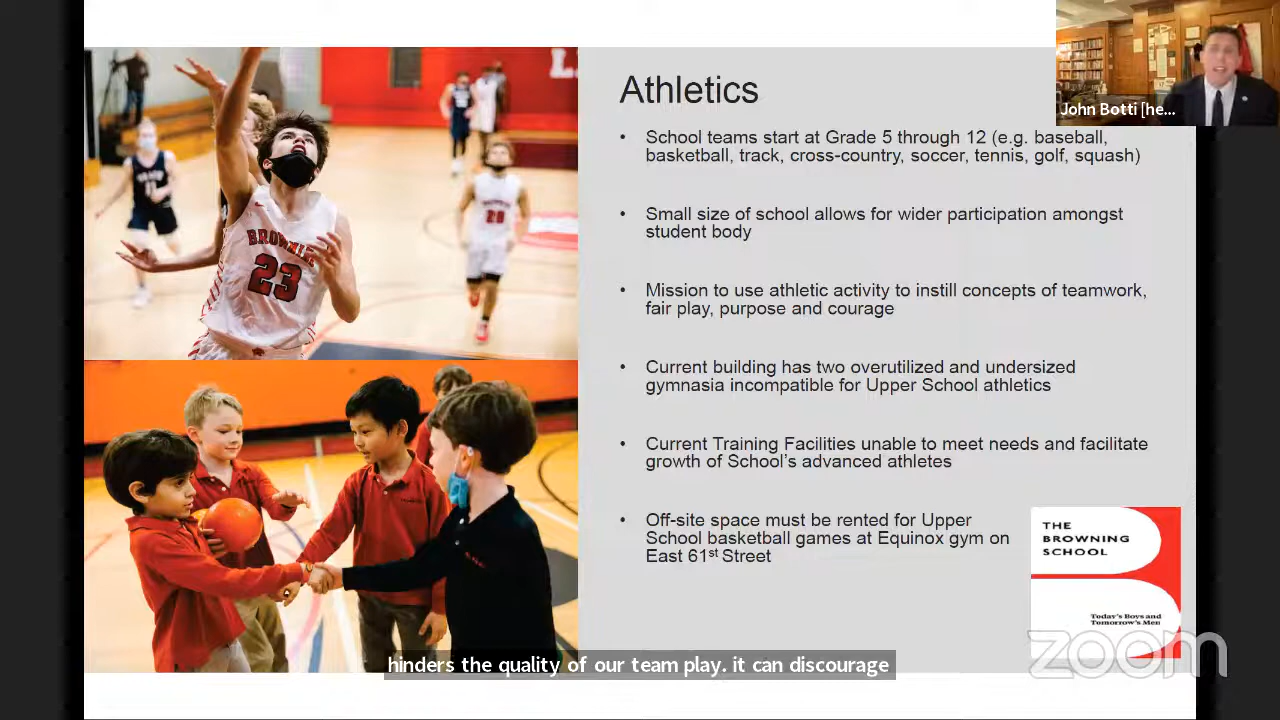 Athletics
John Botti [he...
• School teams start at Grade 5 through 12 (e.g. baseball,
basketball, track, cross-country, soccer, tennis, golf, squash)
• Small size of school allows for wider participation amongst
student body
• Mission to use athletic activity to instill concepts of teamwork,
fair play, purpose and courage
• Current building has two overutilized and undersized
gymnasia incompatible for Upper School athletics
• Current Training Facilities unable to meet needs and facilitate
growth of School's advanced athletes
• Off-site space must be rented for Upper
School basketball games at Equinox gym on
East 61st Street
23
THE
BROWNING
SCHOOL
Today's Boys and
Tomorrow's Men
zoom
hinders the quality of our team play. it can discourage